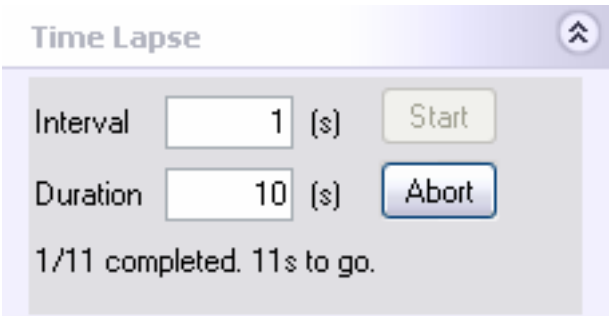 Time Lapse
Interval 1 (s) Start
Duration 10 (s) Abort
1/11 completed. 11s to go.